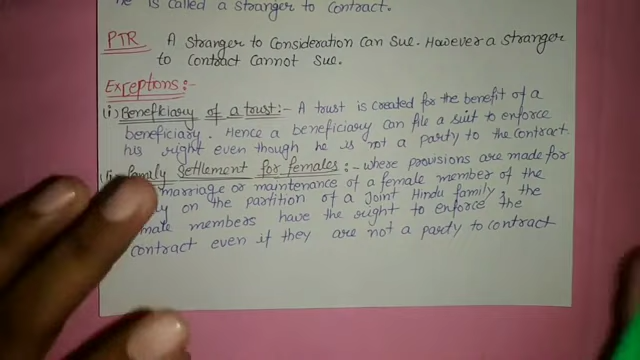 he is called a stranger to contract.
PTR A stranger to Consideration Can Sue. However a stranger
to Contract Cannot Sue.
Exceptions:-
(i) Beneficiary of a trust:- A trust is created for the benefit of a
beneficiary. Hence a beneficiary can file a suit to enforce
his right even though he is not a party to the contract
Family Settlement for females:- where provisions are made for
marriage or maintenance of a female member of the
on the partition of a Joint Hindu family, the
members have the right to enforce the
contract even if they are not a party to contract